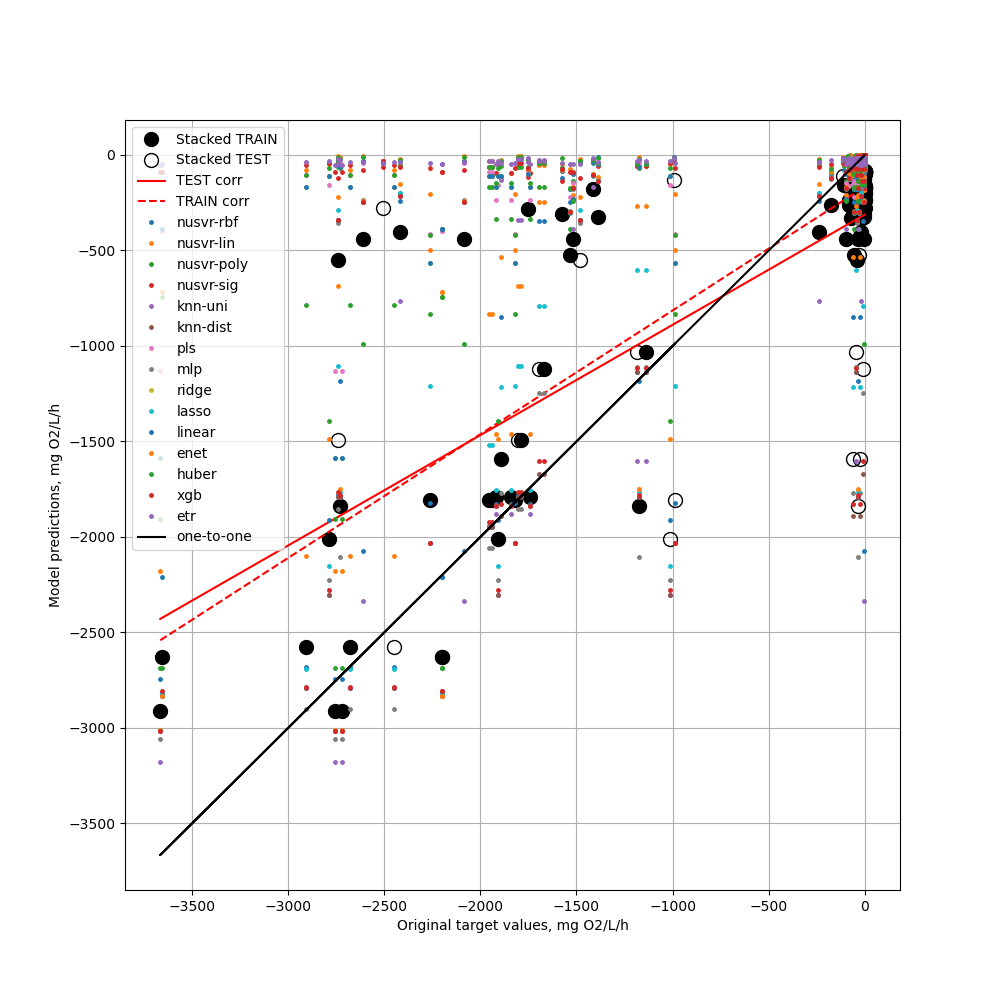 Stacked TRAIN
Stacked TEST
TEST corr
TRAIN corr
nusvr-rbf
nusvr-lin
nusvr-poly
nusvr-sig
knn-uni
knn-dist
pls
mlp
ridge
lasso
linear
enet
huber
xgb
etr
one-to-one
0
−500
−1000
−1500
−2000
−2500
−3000
−3500
Model predictions, mg O2/L/h
−3500
−3000
−2500
−2000
−1500
−1000
−500
0
Original target values, mg O2/L/h